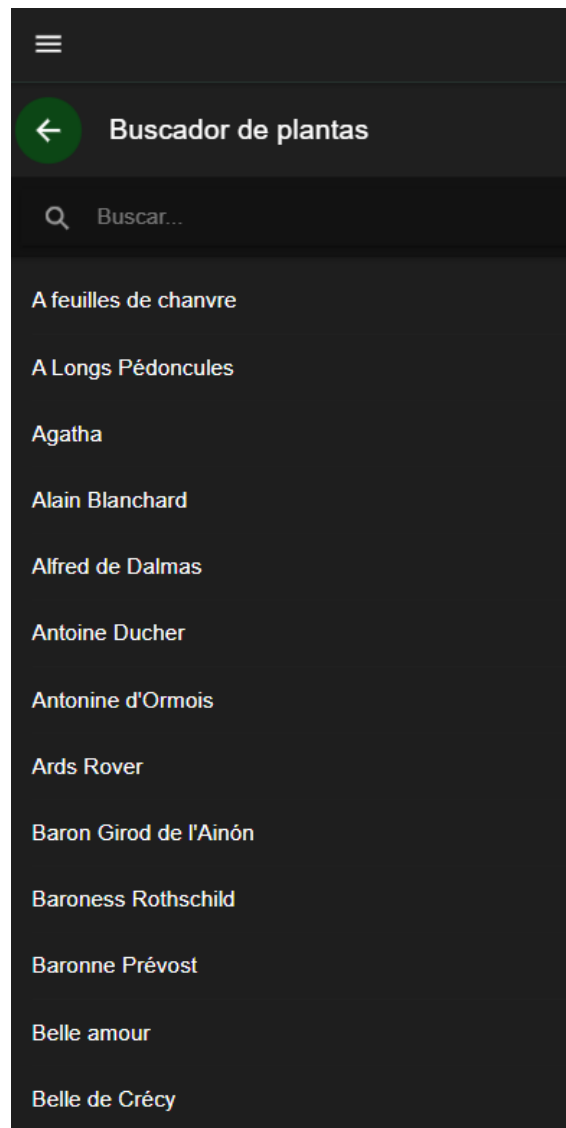 Buscador de plantas
Buscar...
A feuilles de chanvre
A Longs Pédoncules
Agatha
Alain Blanchard
Alfred de Dalmas
Antoine Ducher
Antonine d'Ormois
Ards Rover
Baron Girod de l'Ainón
Baroness Rothschild
Baronne Prévost
Belle amour
Belle de Crécy